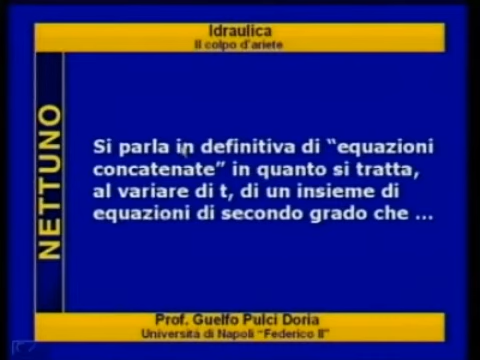 Idraulica
Il colpo d'ariete
NETTUNO
Si parla in definitiva di “equazioni
concatenate” in quanto si tratta,
al variare di t, di un insieme di
equazioni di secondo grado che ...
Prof. Guelfo Pulci Doria
Università di Napoli “Federico II”